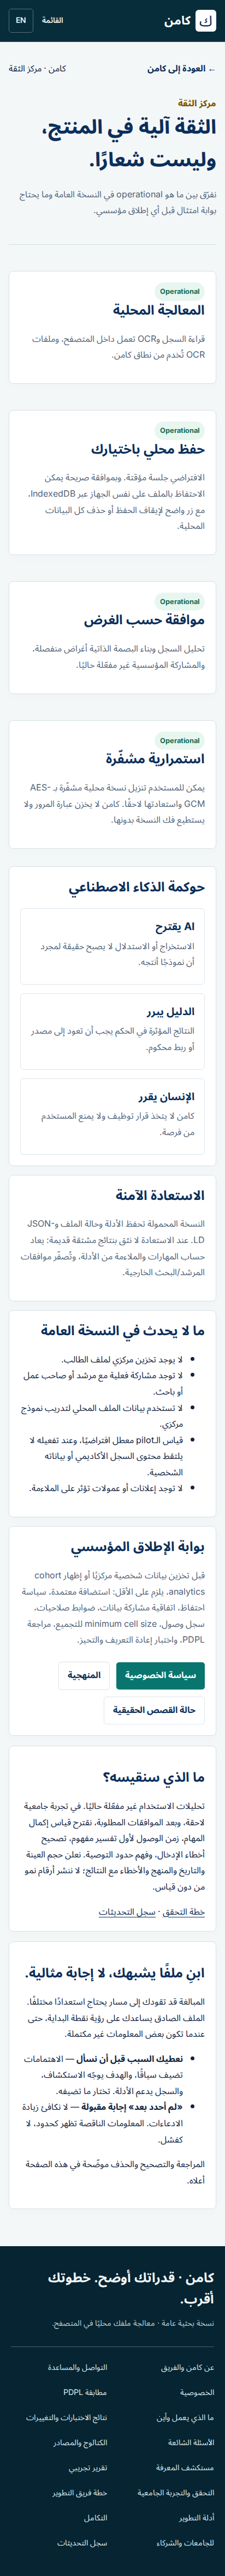 ك كامن
القائمة
EN
← العودة إلى كامن
كامن · مركز الثقة
مركز الثقة
الثقة آلية في المنتج،
وليست شعارًا.
نفرّق بين ما هو operational في النسخة العامة وما يحتاج
بوابة امتثال قبل أي إطلاق مؤسسي.
Operational
المعالجة المحلية
قراءة السجل وOCR تعمل داخل المتصفح، وملفات
OCR تُخدم من نطاق كامن.
Operational
حفظ محلي باختيارك
الافتراضي جلسة مؤقتة. وبموافقة صريحة يمكن
الاحتفاظ بالملف على نفس الجهاز عبر IndexedDB،
مع زر واضح لإيقاف الحفظ أو حذف كل البيانات
المحلية.
Operational
موافقة حسب الغرض
تحليل السجل وبناء البصمة الذاتية أغراض منفصلة،
والمشاركة المؤسسية غير مفعّلة حاليًا.
Operational
استمرارية مشفّرة
يمكن للمستخدم تنزيل نسخة محلية مشفّرة بـ AES-
GCM واستعادتها لاحقًا. كامن لا يخزن عبارة المرور ولا
يستطيع فك النسخة بدونها.
حوكمة الذكاء الاصطناعي
AI يقترح
الاستخراج أو الاستدلال لا يصبح حقيقة لمجرد
أن نموذجًا أنتجه.
الدليل يبرر
النتائج المؤثرة في الحكم يجب أن تعود إلى مصدر
أو ربط محكوم.
الإنسان يقرر
كامن لا يتخذ قرار توظيف ولا يمنع المستخدم
من فرصة.
الاستعادة الآمنة
النسخة المحمولة تحفظ الأدلة وحالة الملف وJSON-
LD. عند الاستعادة لا نثق بنتائج مشتقة قديمة: يعاد
حساب المهارات والملاءمة من الأدلة، وتُصفّر موافقات
المرشد/البحث الخارجية.
ما لا يحدث في النسخة العامة
لا يوجد تخزين مركزي لملف الطالب.
لا توجد مشاركة فعلية مع مرشد أو صاحب عمل
أو باحث.
لا تستخدم بيانات الملف المحلي لتدريب نموذج
مركزي.
قياس الـpilot معطل افتراضيًا، وعند تفعيله لا
يلتقط محتوى السجل الأكاديمي أو بياناته
الشخصية.
لا توجد إعلانات أو عمولات تؤثر على الملاءمة.
بوابة الإطلاق المؤسسي
قبل تخزين بيانات شخصية مركزيًا أو إظهار cohort
analytics، يلزم على الأقل: استضافة معتمدة، سياسة
احتفاظ، اتفاقية مشاركة بيانات، ضوابط صلاحيات،
سجل وصول، minimum cell size للتجميع، مراجعة
PDPL، واختبار إعادة التعريف والتحيز.
سياسة الخصوصية
المنهجية
حالة القصص الحقيقية
ما الذي سنقيسه؟
تحليلات الاستخدام غير مفعّلة حاليًا. في تجربة جامعية
لاحقة، وبعد الموافقات المطلوبة، نقترح قياس إكمال
المهام، زمن الوصول لأول تفسير مفهوم، تصحيح
أخطاء الإدخال، وفهم حدود التوصية. نعلن حجم العينة
والتاريخ والمنهج والأخطاء مع النتائج؛ لا ننشر أرقام نمو
من دون قياس.
خطة التحقق · سجل التحديثات
ابنِ ملفًا يشبهك، لا إجابة مثالية.
المبالغة قد تقودك إلى مسار يحتاج استعدادًا مختلفًا.
الملف الصادق يساعدك على رؤية نقطة البداية، حتى
عندما تكون بعض المعلومات غير مكتملة.
نعطيك السبب قبل أن نسأل — الاهتمامات
تضيف سياقًا، والهدف يوجّه الاستكشاف،
والسجل يدعم الأدلة. تختار ما تضيفه.
«لم أحدد بعد» إجابة مقبولة — لا نكافئ زيادة
الادعاءات. المعلومات الناقصة تظهر كحدود، لا
كفشل.
المراجعة والتصحيح والحذف موضّحة في هذه الصفحة
أعلاه.
كامن · قدراتك أوضح. خطوتك
أقرب.
نسخة بحثية عامة · معالجة ملفك محليًا في المتصفح.
عن كامن والفريق
التواصل والمساعدة
الخصوصية
مطابقة PDPL
ما الذي يعمل وأين
نتائج الاختبارات والتغييرات
الأسئلة الشائعة
الكتالوج والمصادر
مستكشف المعرفة
تقرير تجريبي
التحقق والتجربة الجامعية
خطة فريق التطوير
أدلة التطوير
التكامل
للجامعات والشركاء
سجل التحديثات